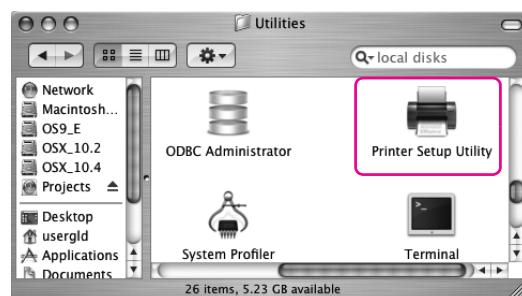 Utilities
local disks
Network
Macintosh...
OS9_E
OSX_10.2
OSX_10.4
Projects
Desktop
usergld
Applications
Documents
ODBC Administrator
Printer Setup Utility
System Profiler
Terminal
26 items, 5.23 GB available